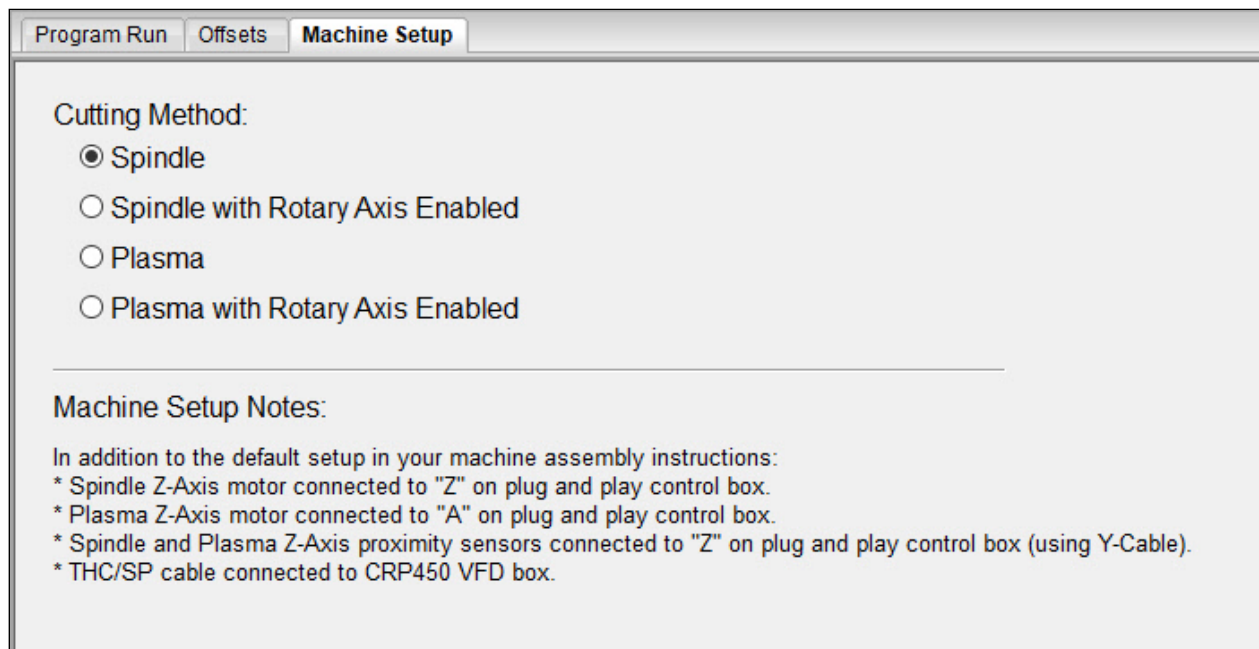 Program Run Offsets Machine Setup
Cutting Method:
Spindle
Spindle with Rotary Axis Enabled
Plasma
Plasma with Rotary Axis Enabled
Machine Setup Notes:
In addition to the default setup in your machine assembly instructions:
* Spindle Z-Axis motor connected to "Z" on plug and play control box.
* Plasma Z-Axis motor connected to "A" on plug and play control box.
* Spindle and Plasma Z-Axis proximity sensors connected to "Z" on plug and play control box (using Y-Cable).
* THC/SP cable connected to CRP450 VFD box.